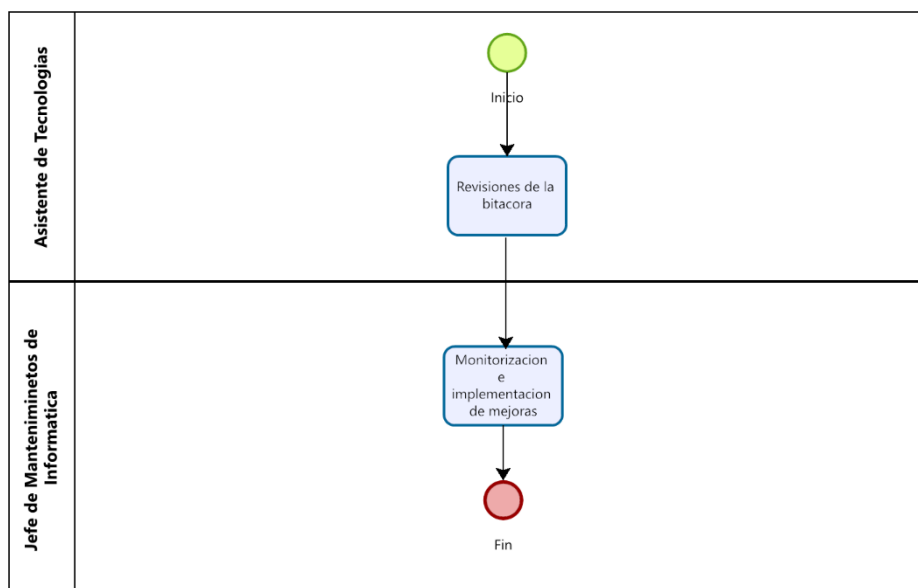 Asistente de Tecnologias
Inicio
Revisiones de la
bitacora
Jefe de Manteniminetos de
Informatica
Monitorizacion
e
implementacion
de mejoras
Fin